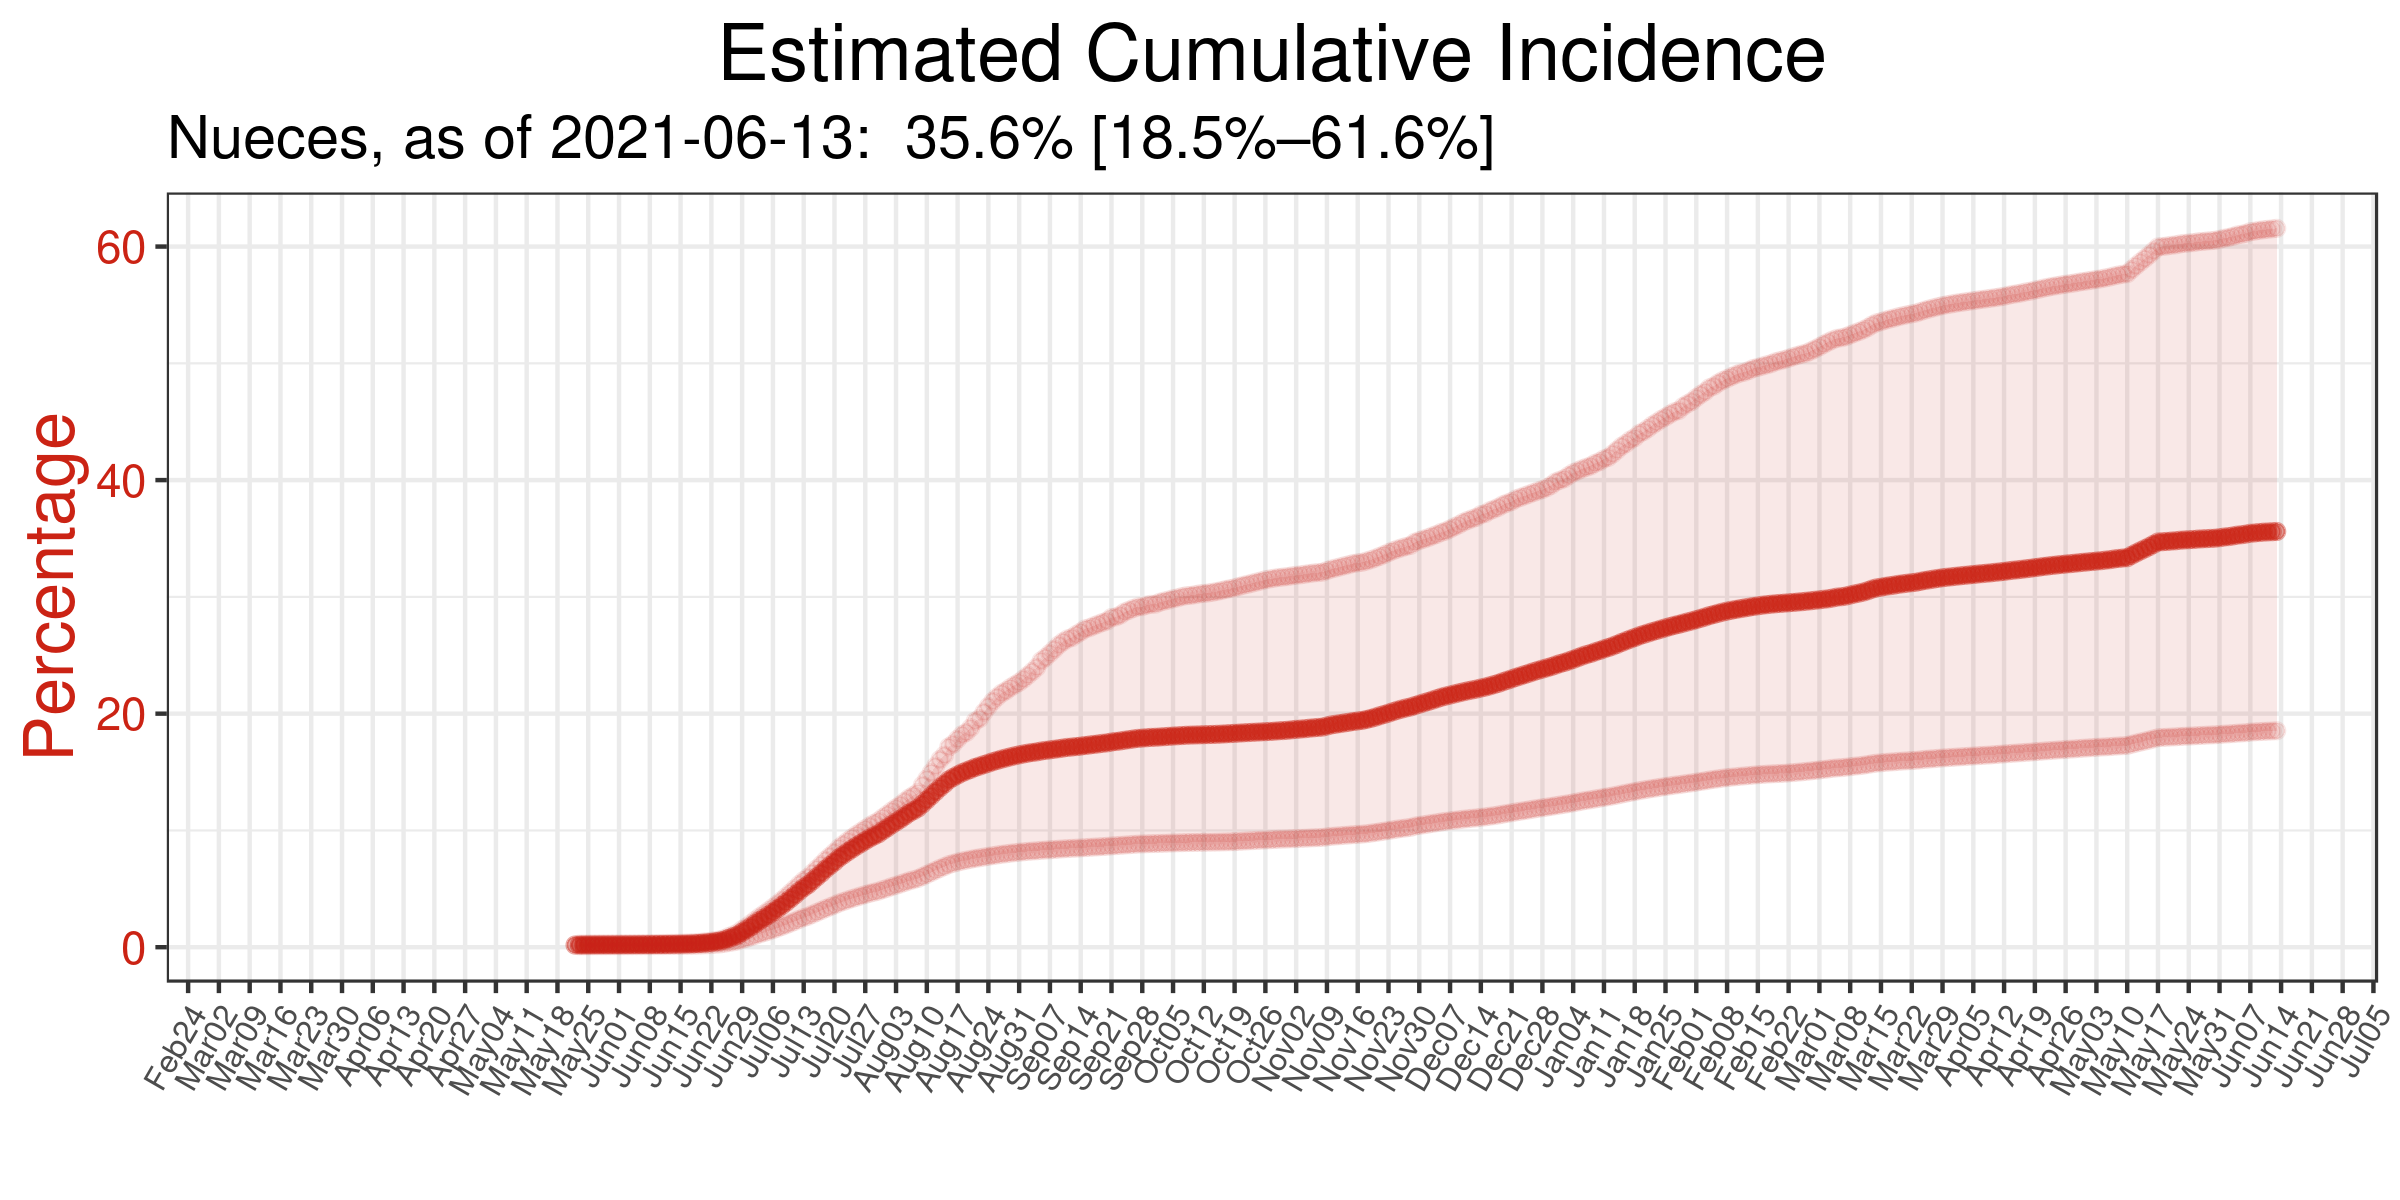 Estimated Cumulative Incidence
Nueces, as of 2021-06-13:  35.6% [18.5%–61.6%]
Percentage
60
40
20
0
Feb24
Mar02
Mar09
Mar16
Mar23
Mar30
Apr06
Apr13
Apr20
Apr27
May04
May11
May18
May25
Jun01
Jun08
Jun15
Jun22
Jun29
Jul06
Jul13
Jul20
Jul27
Aug03
Aug10
Aug17
Aug24
Aug31
Sep07
Sep14
Sep21
Sep28
Oct05
Oct12
Oct19
Oct26
Nov02
Nov09
Nov16
Nov23
Nov30
Dec07
Dec14
Dec21
Dec28
Jan04
Jan11
Jan18
Jan25
Feb01
Feb08
Feb15
Feb22
Mar01
Mar08
Mar15
Mar22
Mar29
Apr05
Apr12
Apr19
Apr26
May03
May10
May17
May24
May31
Jun07
Jun14
Jun21
Jun28
Jul05